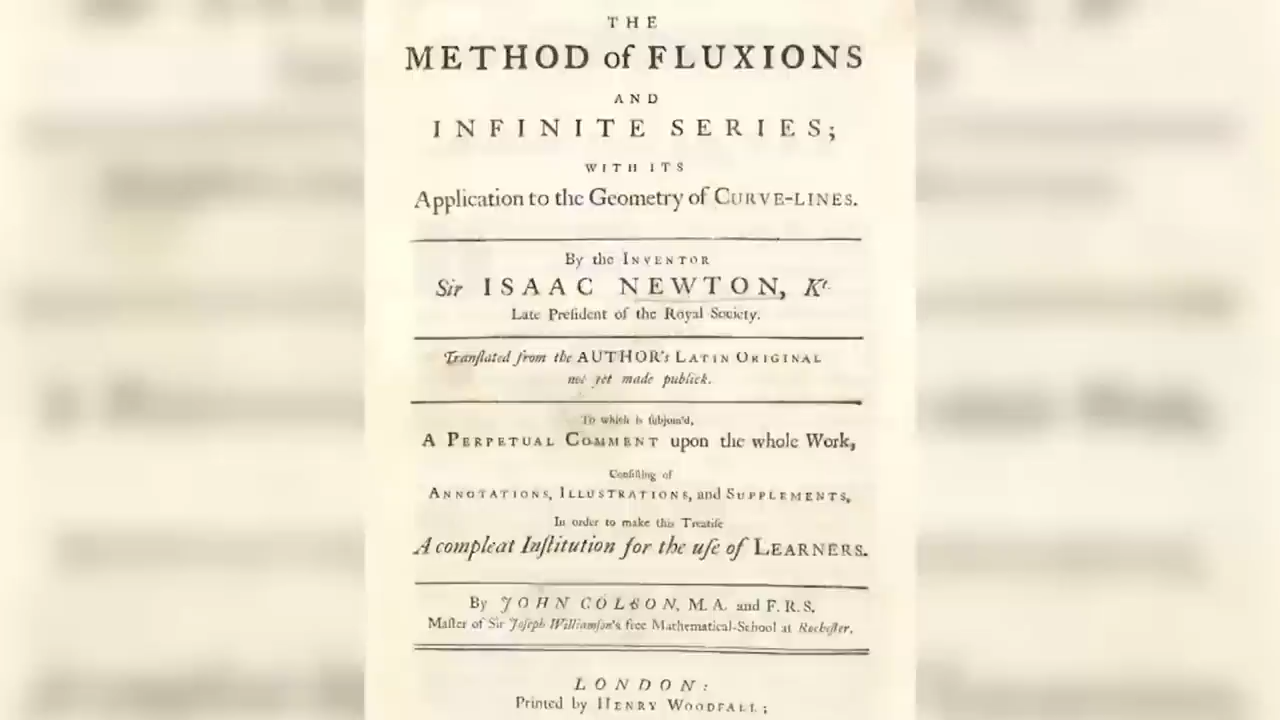 THE
METHOD of FLUXIONS
AND
INFINITE SERIES;
WITH ITS
Application to the Geometry of CURVE-LINES.
By the INVENTOR
Sir ISAAC NEWTON, Kt.
Late Preſident of the Royal Society.
Tranſlated from the AUTHOR's LATIN ORIGINAL
not yet made publick.
To which is ſubjoin'd,
A PERPETUAL COMMENT upon the whole Work,
Conſiſting of
ANNOTATIONS, ILLUSTRATIONS, and SUPPLEMENTS,
In order to make this Treatiſe
A compleat Inſtitution for the uſe of LEARNERS.
By JOHN COLSON, M.A. and F.R.S.
Maſter of Sir Joſeph Williamſon's free Mathematical-School at Rocheſter.
LONDON:
Printed by HENRY WOODFALL;